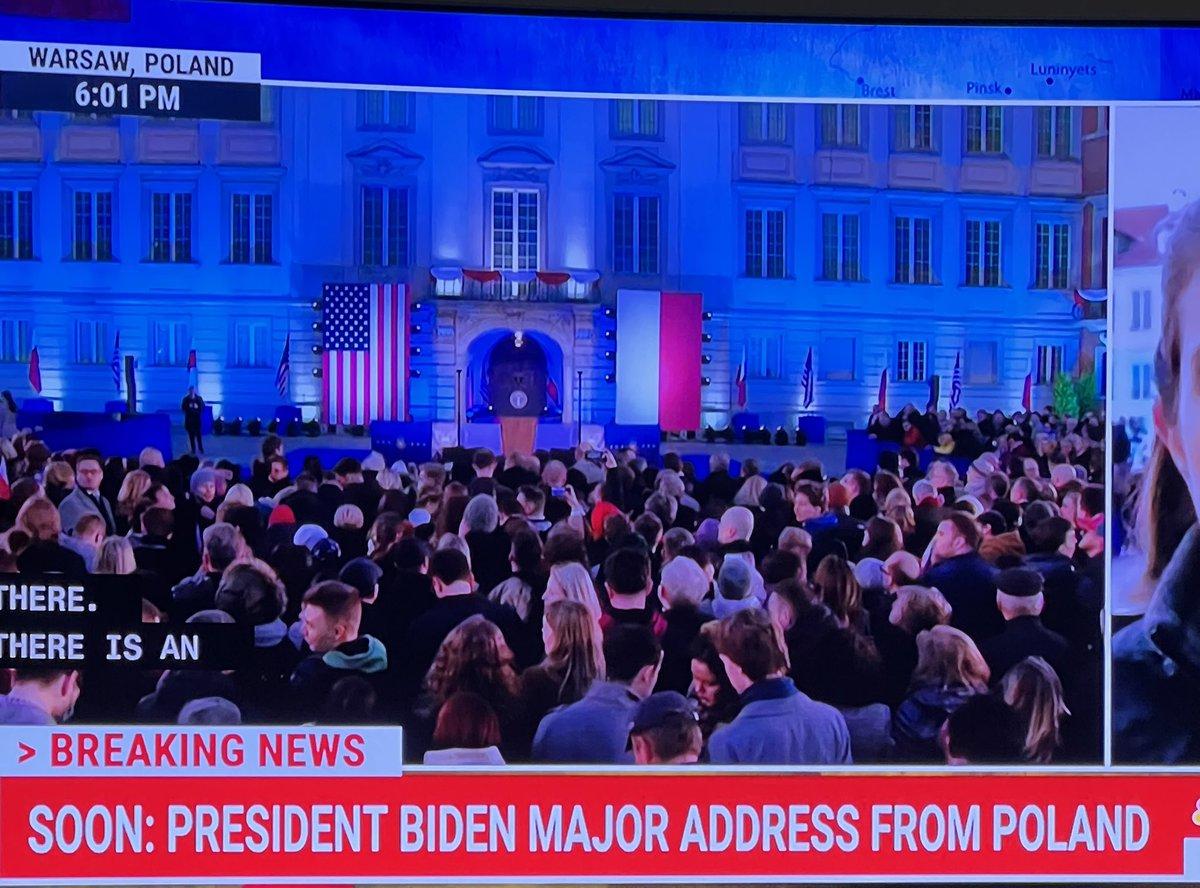 WARSAW, POLAND
6:01 PM
Brest
Pinsk
Luninyets
THERE.
THERE IS AN
> BREAKING NEWS
SOON: PRESIDENT BIDEN MAJOR ADDRESS FROM POLAND